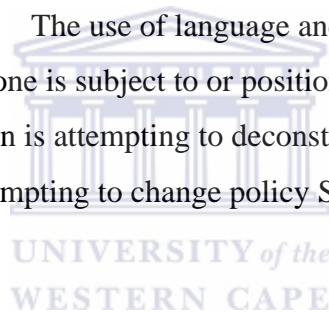 The use of language an
one is subject to or positio
n is attempting to deconst
mpting to change policy S
UNIVERSITY of the
WESTERN CAPE